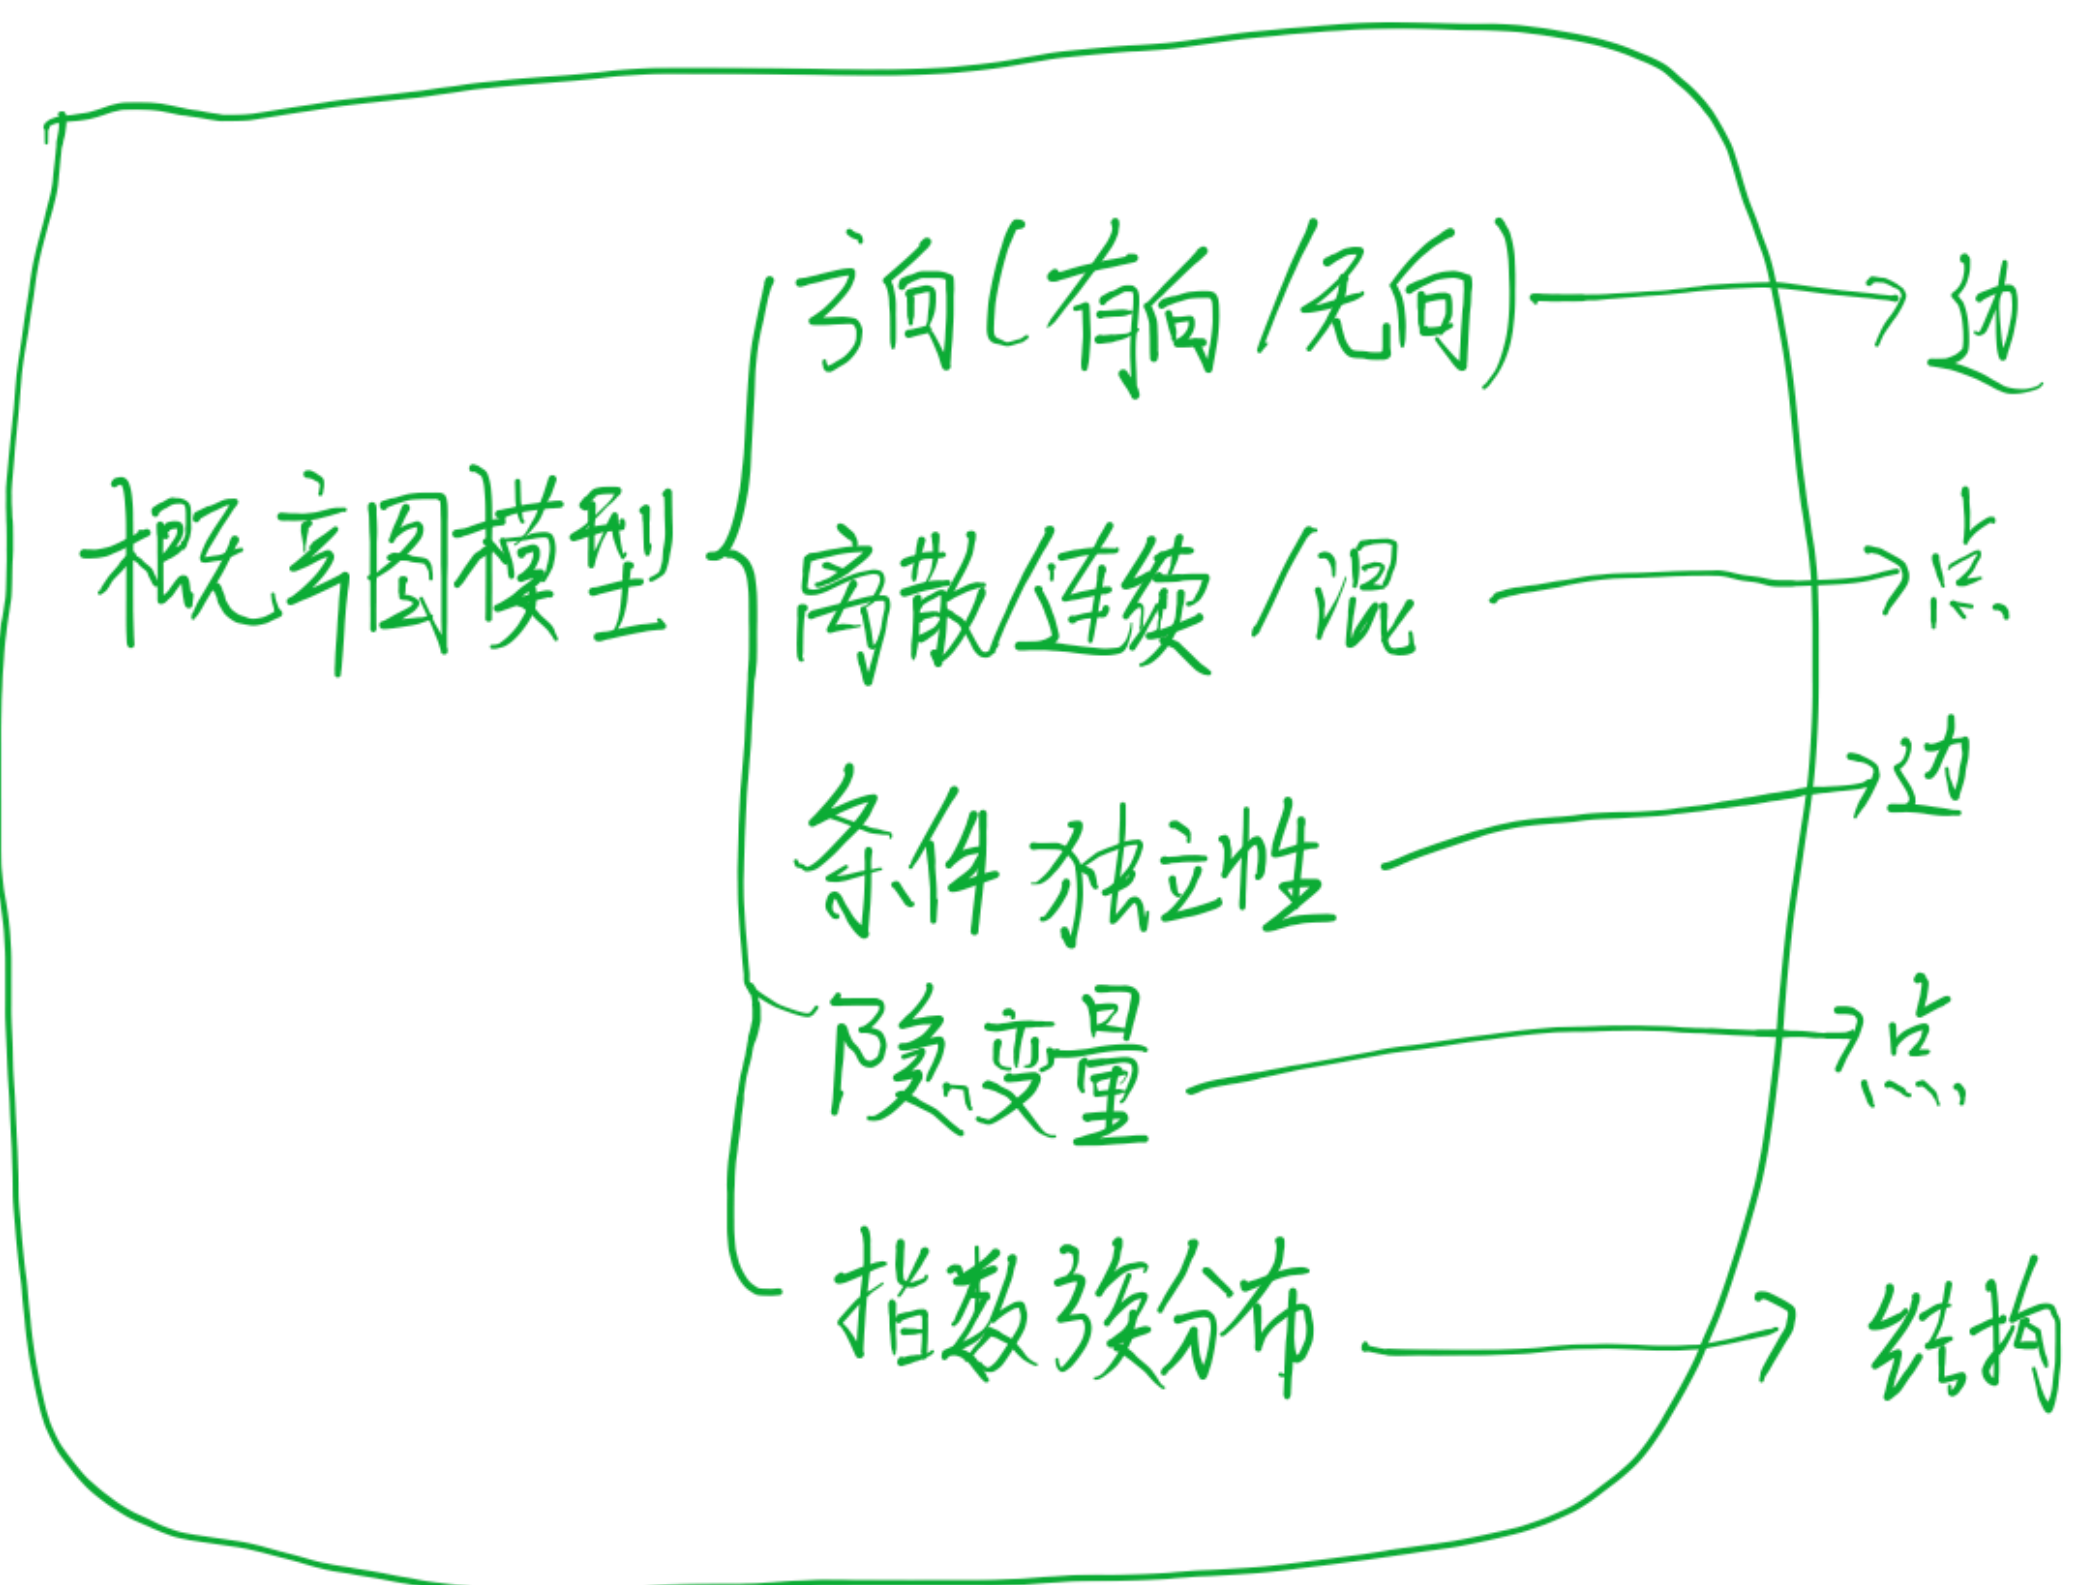 方向(有向/无向) → 边
概率图模型
离散/连续/混 → 点
条件独立性 → 边
隐变量 → 点
指数族分布 → 结构